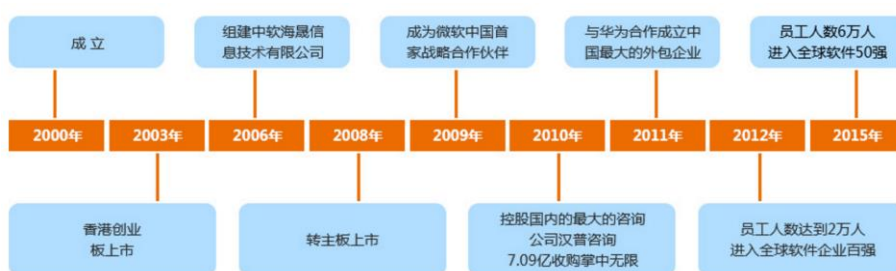 成 立
组建中软海晟信
息技术有限公司
成为微软中国首
家战略合作伙伴
与华为合作成立中
国最大的外包企业
员工人数6万人
进入全球软件50强
2000年
2003年
2006年
2008年
2009年
2010年
2011年
2012年
2015年
香港创业
板上市
转主板上市
控股国内的最大的咨询
公司汉普咨询
7.09亿收购掌中无限
员工人数达到2万人
进入全球软件企业百强